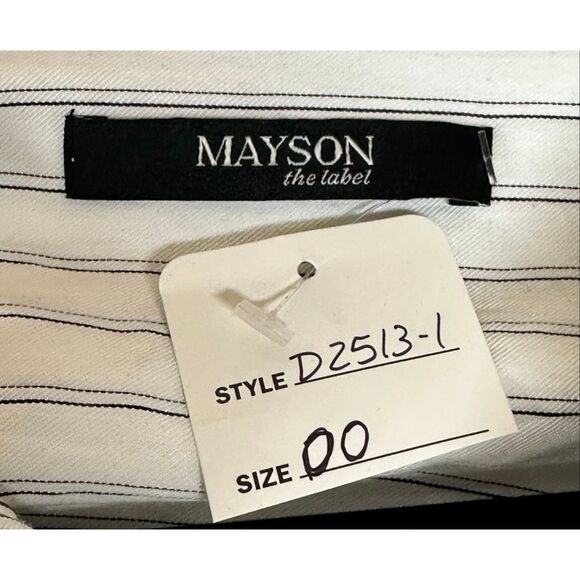 MAYSON
the label
STYLE D2513-1
SIZE 00